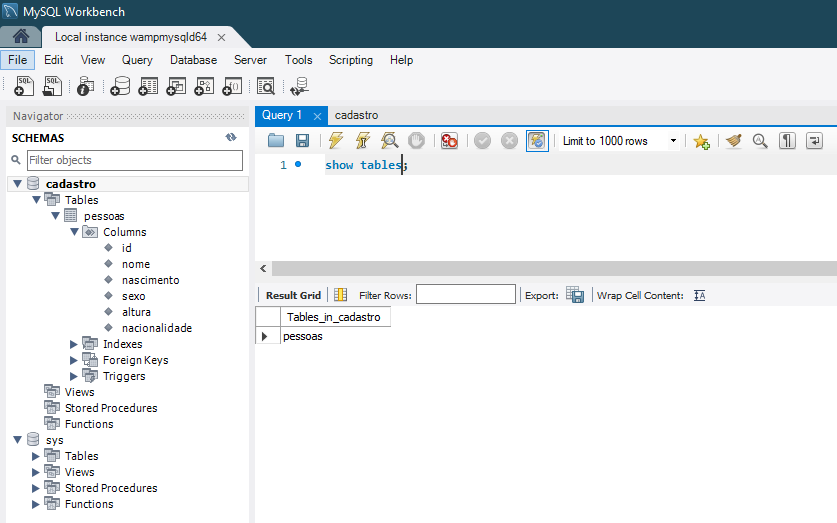 MySQL Workbench
Local instance wampmysqld64 ×
File Edit View Query Database Server Tools Scripting Help
Navigator
SCHEMAS
Filter objects
cadastro
Tables
pessoas
Columns
id
nome
nascimento
sexo
altura
nacionalidade
Indexes
Foreign Keys
Triggers
Views
Stored Procedures
Functions
sys
Tables
Views
Stored Procedures
Functions
Query 1 × cadastro
Limit to 1000 rows
1 show tables;
Result Grid Filter Rows: Export: Wrap Cell Content:
Tables_in_cadastro
pessoas